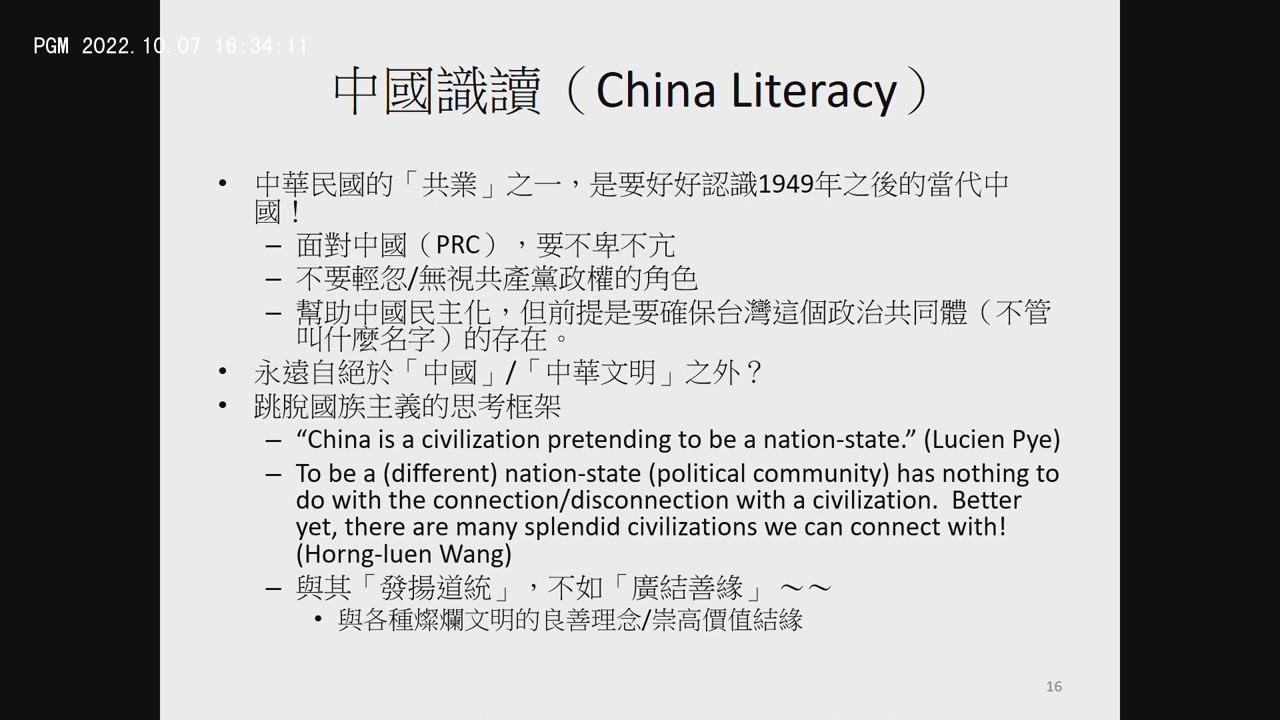 PGM 2022.10.07 16:34:11
中國識讀（China Literacy）
• 中華民國的「共業」之一，是要好好認識1949年之後的當代中
國！
– 面對中國（PRC），要不卑不亢
– 不要輕忽/無視共產黨政權的角色
– 幫助中國民主化，但前提是要確保台灣這個政治共同體（不管
叫什麼名字）的存在。
• 永遠自絕於「中國」/「中華文明」之外？
• 跳脫國族主義的思考框架
– “China is a civilization pretending to be a nation-state.” (Lucien Pye)
– To be a (different) nation-state (political community) has nothing to
do with the connection/disconnection with a civilization.  Better
yet, there are many splendid civilizations we can connect with!
(Horng-luen Wang)
– 與其「發揚道統」，不如「廣結善緣」～～
• 與各種燦爛文明的良善理念/崇高價值結緣
16